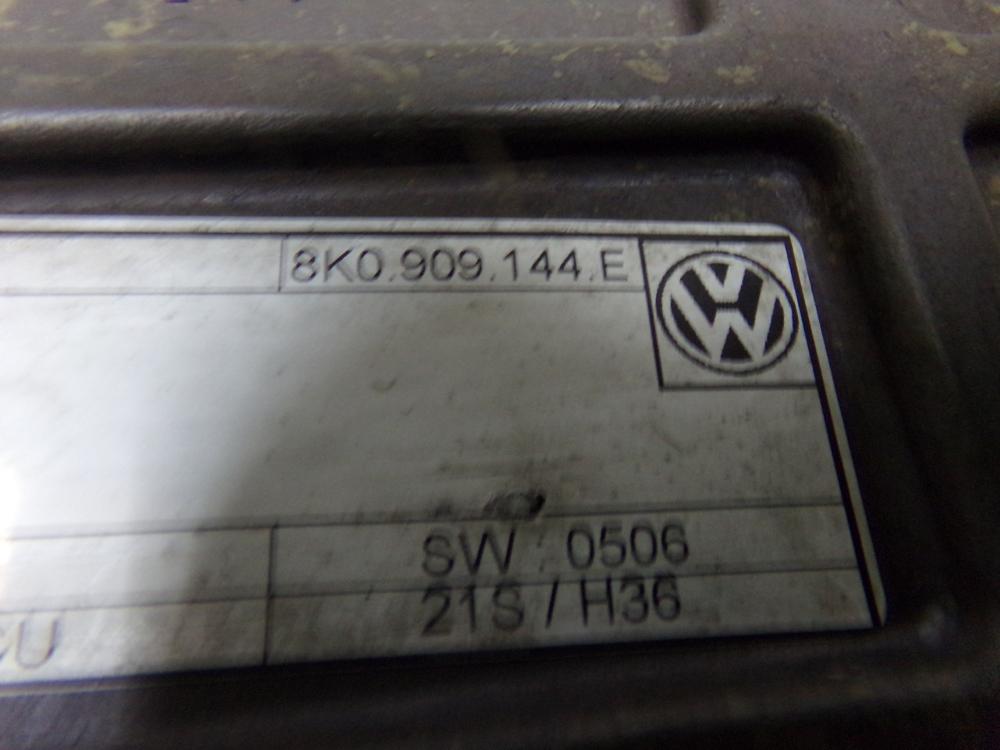 8K0.909.144.E
SW : 0506
21S / H36